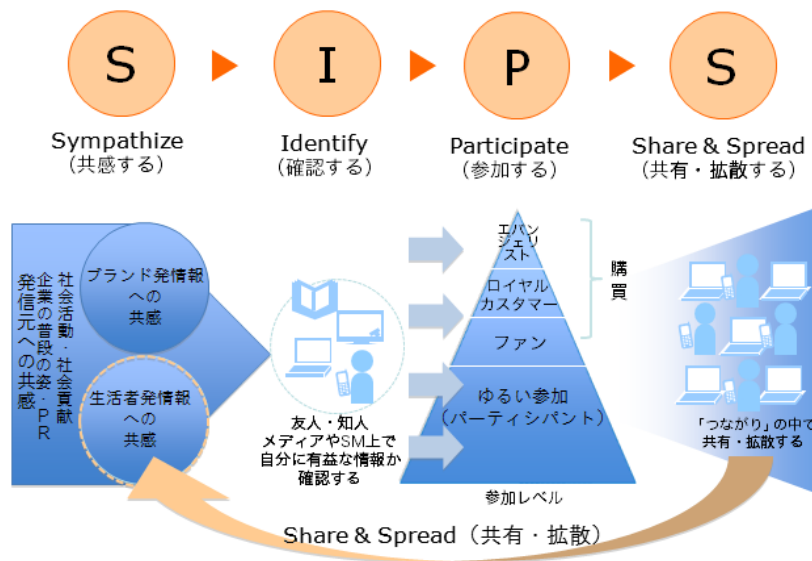 S
I
P
S
Sympathize
(共感する)
Identify
(確認する)
Participate
(参加する)
Share & Spread
(共有・拡散する)
社会活動・社会貢献
企業の普段の姿・PR
発信元への共感
ブランド発情報
への
共感
生活者発情報
への
共感
友人・知人
メディアやSM上で
自分に有益な情報か
確認する
エバン
ジェリ
スト
ロイヤル
カスタマー
ファン
ゆるい参加
(パーティシパント)
参加レベル
購買
「つながり」の中で
共有・拡散する
Share & Spread(共有・拡散)